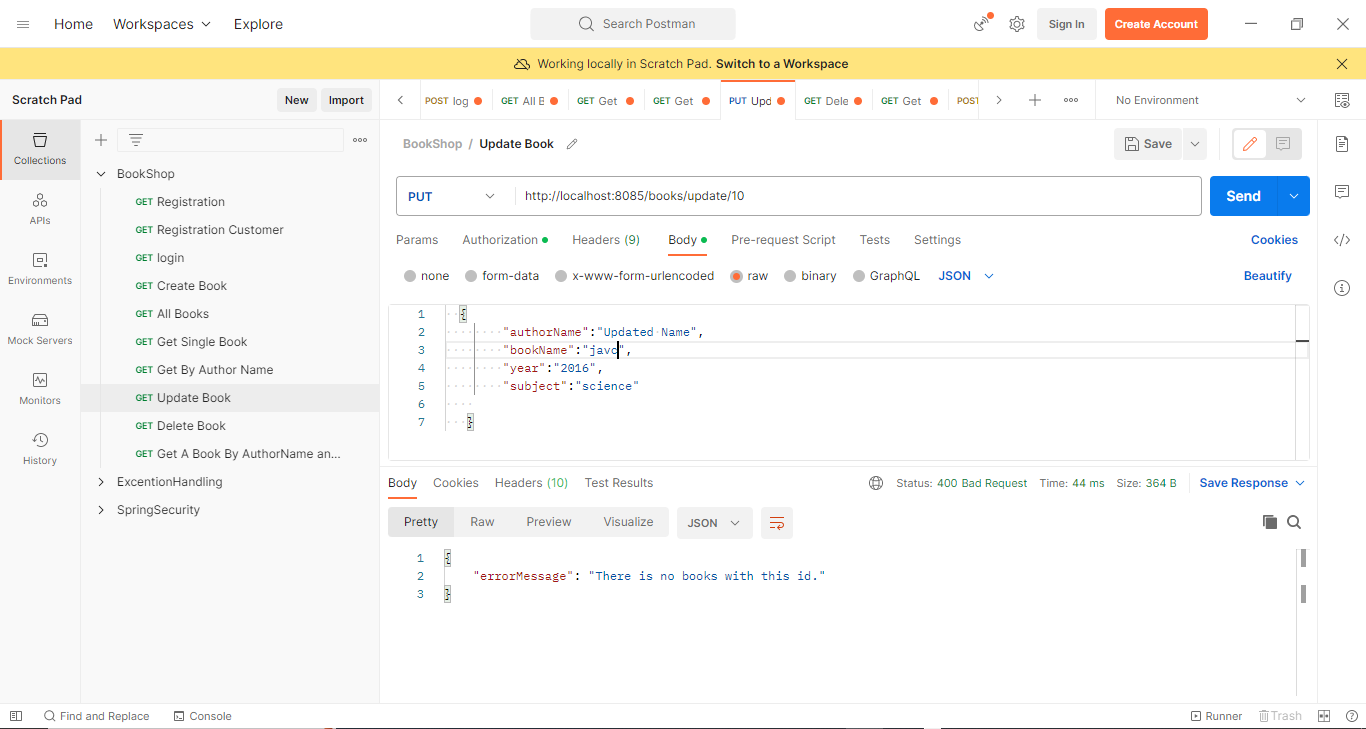 Home Workspaces Explore Search Postman Sign In Create Account
Working locally in Scratch Pad. Switch to a Workspace
Scratch Pad New Import
POST log GET All B GET Get GET Get PUT Upd GET Dele GET Get POST No Environment
Collections
APIs
Environments
Mock Servers
Monitors
History
BookShop
GET Registration
GET Registration Customer
GET login
GET Create Book
GET All Books
GET Get Single Book
GET Get By Author Name
GET Update Book
GET Delete Book
GET Get A Book By AuthorName an...
ExcentionHandling
SpringSecurity
BookShop / Update Book Save
PUT http://localhost:8085/books/update/10 Send
Params Authorization Headers (9) Body Pre-request Script Tests Settings Cookies
none form-data x-www-form-urlencoded raw binary GraphQL JSON Beautify
1 {
2 "authorName":"Updated Name",
3 "bookName":"javd",
4 "year":"2016",
5 "subject":"science"
6
7 }
Body Cookies Headers (10) Test Results Status: 400 Bad Request Time: 44 ms Size: 364 B Save Response
Pretty Raw Preview Visualize JSON
1 {
2 "errorMessage": "There is no books with this id."
3 }
Find and Replace Console Runner Trash